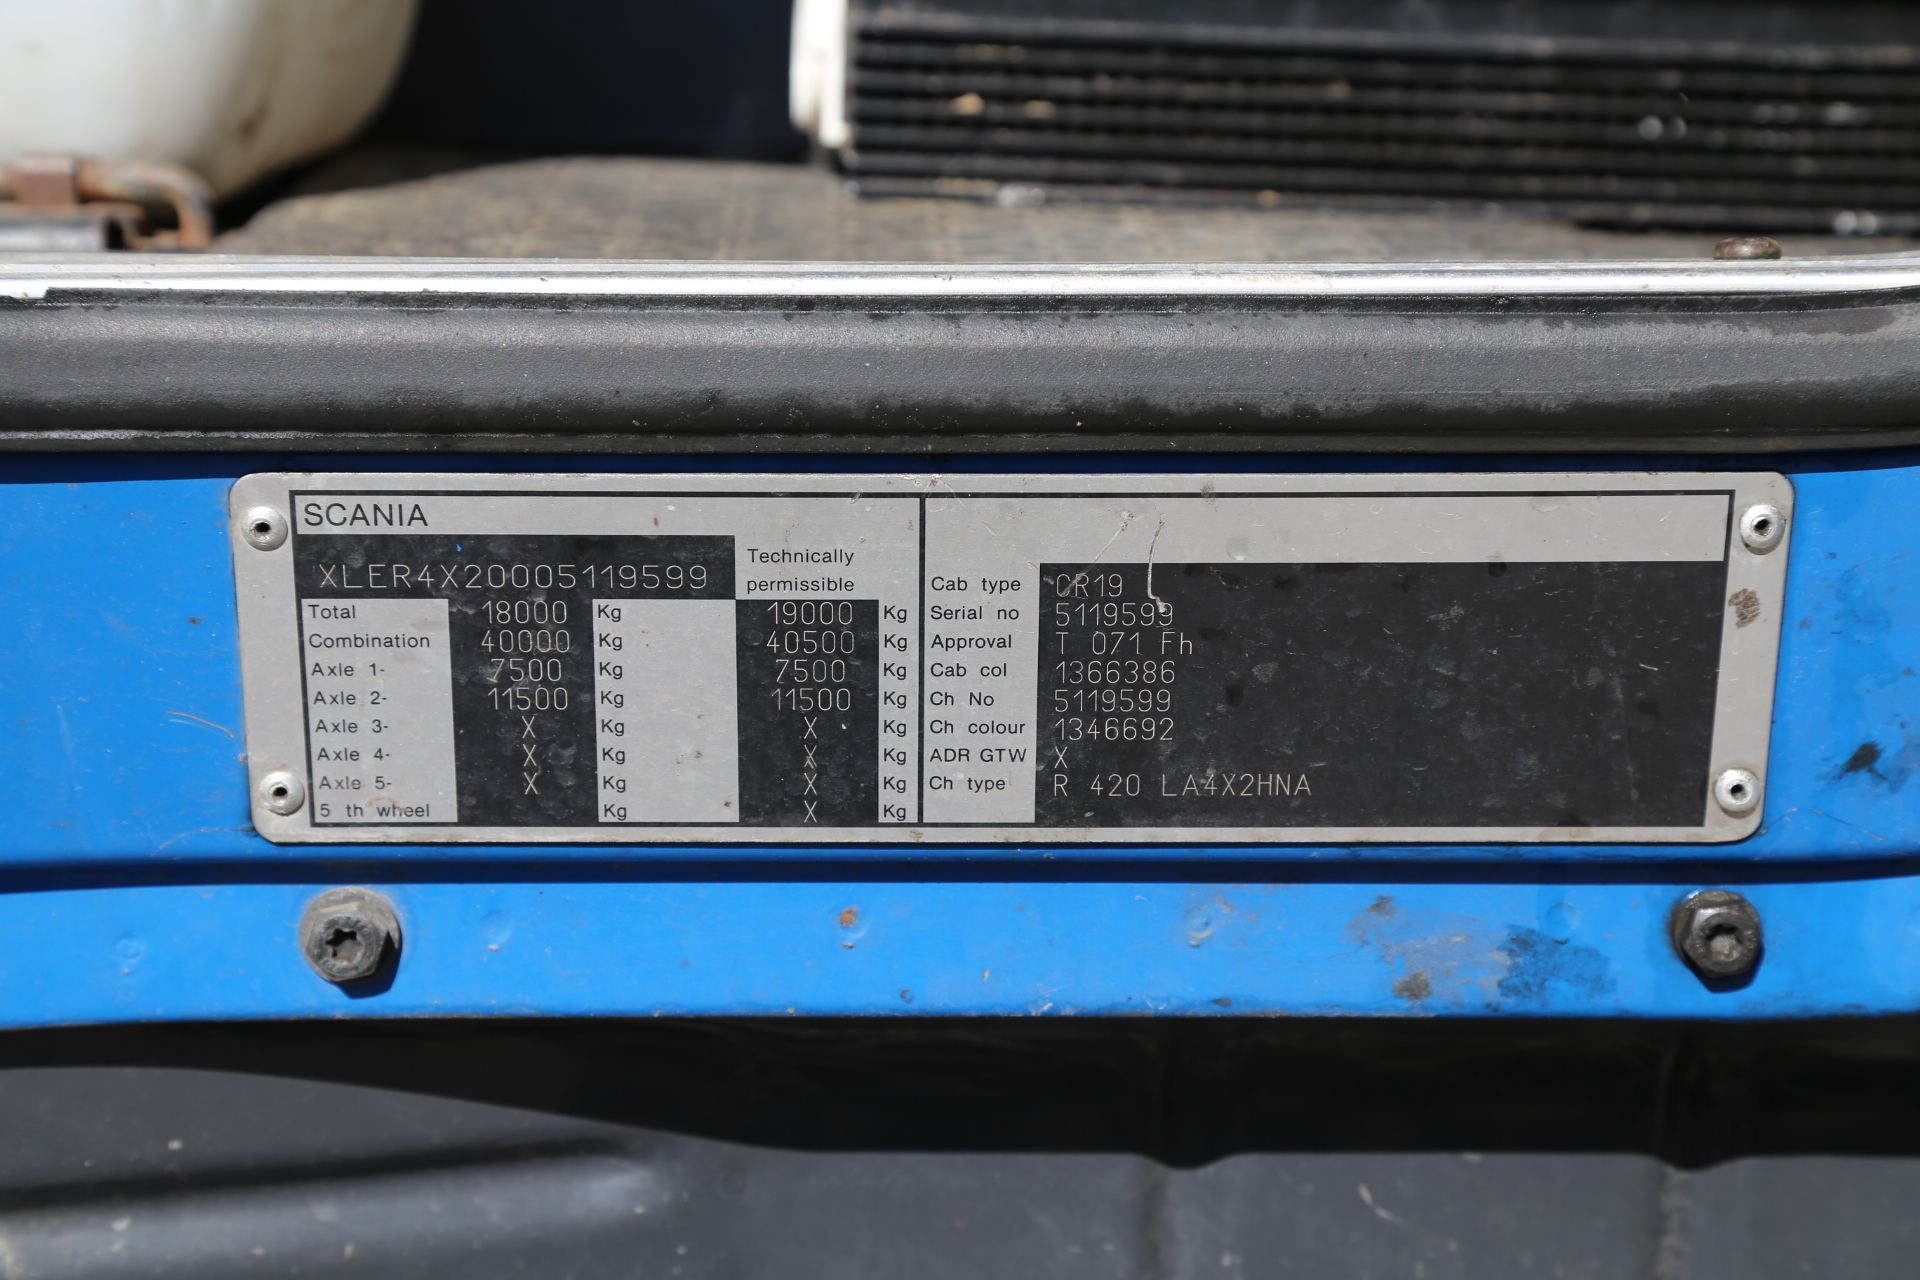 SCANIA
XLER4X20005119599 Technically permissible
Total 18000 Kg 19000 Kg
Combination 40000 Kg 40500 Kg
Axle 1- 7500 Kg 7500 Kg
Axle 2- 11500 Kg 11500 Kg
Axle 3- X Kg X Kg
Axle 4- X Kg X Kg
Axle 5- X Kg X Kg
5 th wheel Kg X Kg
Cab type CR19
Serial no 5119599
Approval T 071 Fh
Cab col 1366386
Ch No 5119599
Ch colour 1346692
ADR GTW X
Ch type R 420 LA4X2HNA